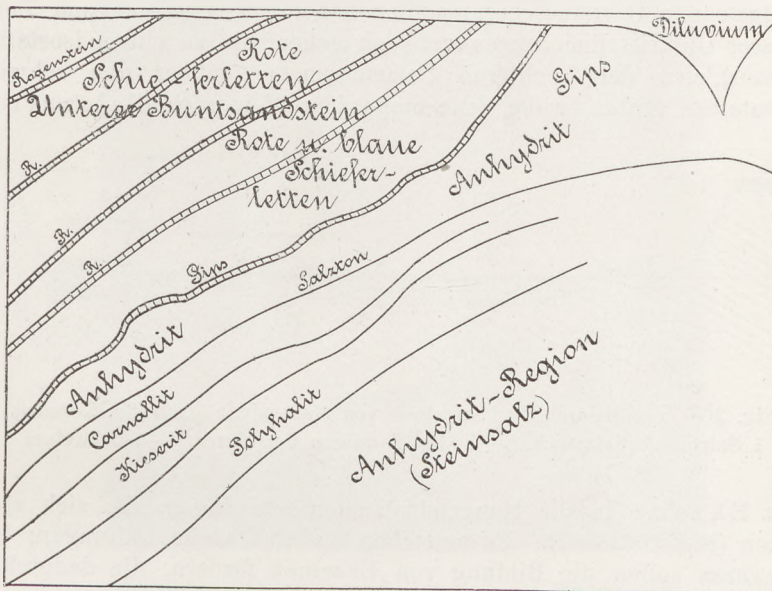 Diluvium
Rogenstein
Rote
Schie-ferletten
Unterer Buntsandstein
Gips
R.
Rote u. blaue
Schiefer-
letten
Anhydrit
R.
R.
Gips
Salzton
Anhydrit
Carnallit
Kieserit
Polyhalit
Anhydrit-Region
(Steinsalz)